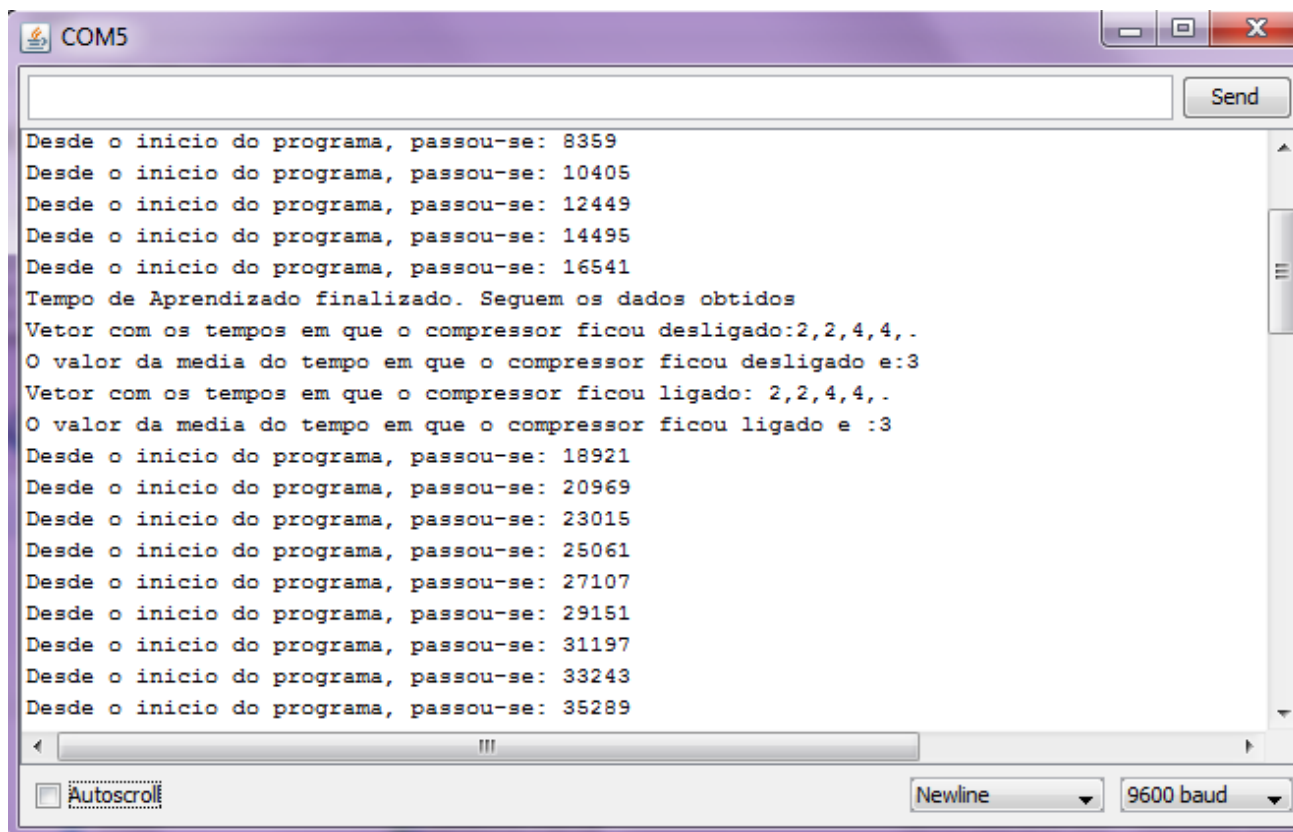 COM5
Send
Desde o inicio do programa, passou-se: 8359
Desde o inicio do programa, passou-se: 10405
Desde o inicio do programa, passou-se: 12449
Desde o inicio do programa, passou-se: 14495
Desde o inicio do programa, passou-se: 16541
Tempo de Aprendizado finalizado. Seguem os dados obtidos
Vetor com os tempos em que o compressor ficou desligado:2,2,4,4,.
O valor da media do tempo em que o compressor ficou desligado e:3
Vetor com os tempos em que o compressor ficou ligado: 2,2,4,4,.
O valor da media do tempo em que o compressor ficou ligado e :3
Desde o inicio do programa, passou-se: 18921
Desde o inicio do programa, passou-se: 20969
Desde o inicio do programa, passou-se: 23015
Desde o inicio do programa, passou-se: 25061
Desde o inicio do programa, passou-se: 27107
Desde o inicio do programa, passou-se: 29151
Desde o inicio do programa, passou-se: 31197
Desde o inicio do programa, passou-se: 33243
Desde o inicio do programa, passou-se: 35289
Autoscroll Newline 9600 baud